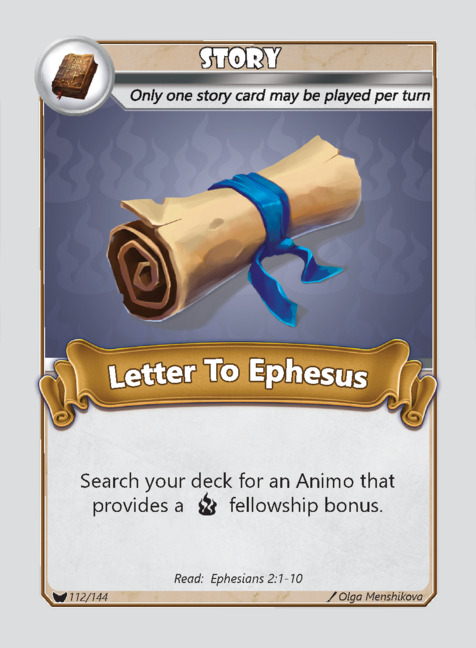 STORY
Only one story card may be played per turn
Letter To Ephesus
Search your deck for an Animo that
provides a fellowship bonus.
Read: Ephesians 2:1-10
112/144
Olga Menshikova